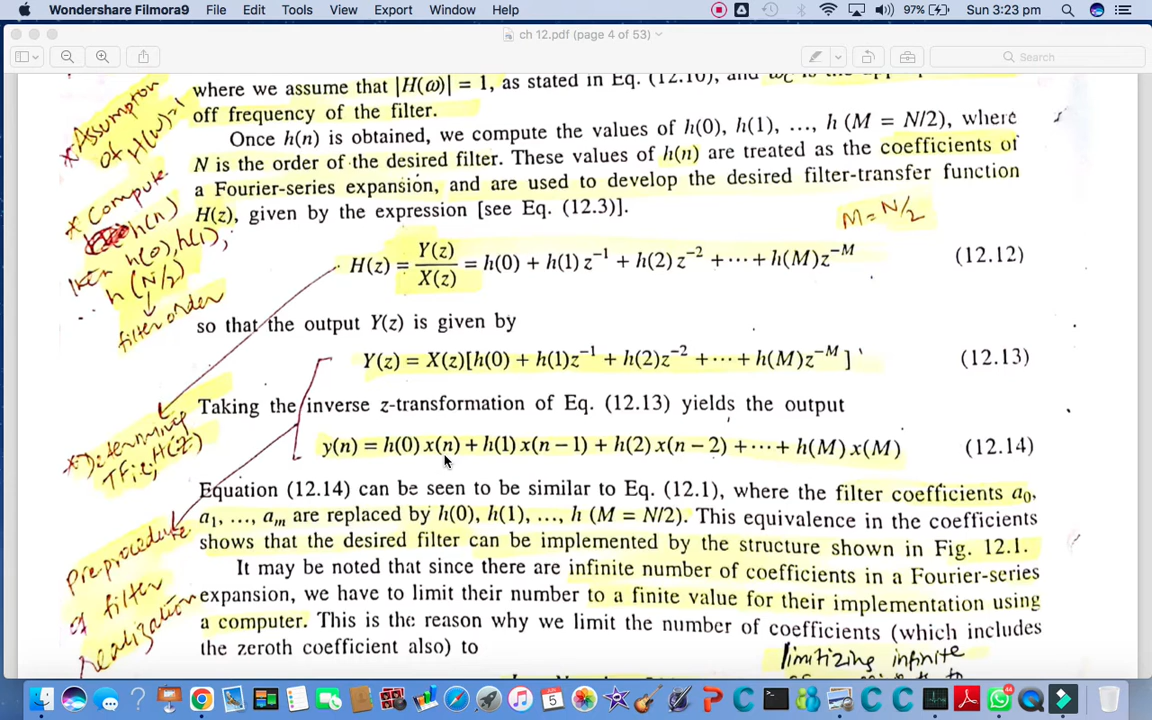 Wondershare Filmora9 File Edit Tools View Export Window Help 97% Sun 3:23 pm
ch 12.pdf (page 4 of 53)
Search
where we assume that |H(ω)| = 1, as stated in Eq. (12.10), and ωC is the
off frequency of the filter.
Once h(n) is obtained, we compute the values of h(0), h(1), ..., h (M = N/2), where
N is the order of the desired filter. These values of h(n) are treated as the coefficients of
a Fourier-series expansion, and are used to develop the desired filter-transfer function
H(z), given by the expression [see Eq. (12.3)].
M = N/2
H(z) = Y(z)/X(z) = h(0) + h(1) z⁻¹ + h(2) z⁻² + ··· + h(M)z⁻ᴹ (12.12)
so that the output Y(z) is given by
Y(z) = X(z)[h(0) + h(1)z⁻¹ + h(2)z⁻² + ··· + h(M)z⁻ᴹ] (12.13)
Taking the inverse z-transformation of Eq. (12.13) yields the output
y(n) = h(0) x(n) + h(1) x(n − 1) + h(2) x(n − 2) + ··· + h(M) x(M) (12.14)
Equation (12.14) can be seen to be similar to Eq. (12.1), where the filter coefficients a₀,
a₁, ..., aₘ are replaced by h(0), h(1), ..., h (M = N/2). This equivalence in the coefficients
shows that the desired filter can be implemented by the structure shown in Fig. 12.1.
It may be noted that since there are infinite number of coefficients in a Fourier-series
expansion, we have to limit their number to a finite value for their implementation using
a computer. This is the reason why we limit the number of coefficients (which includes
the zeroth coefficient also) to
limitizing infinite
* Assumption
of H(ω)=1
* Compute
h(n)
h(0), h(1),
h (N/2)
filter order
* Determining
TF i.e, H(z)
Pre procedure
of filter
realization